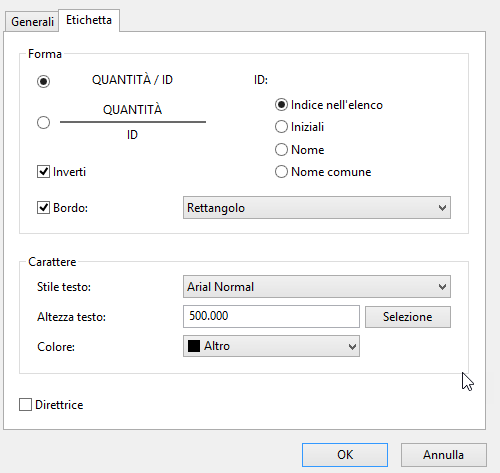 Generali Etichetta
Forma
QUANTITÀ / ID
ID:
QUANTITÀ
ID
Indice nell'elenco
Iniziali
Nome
Nome comune
Inverti
Bordo: Rettangolo
Carattere
Stile testo: Arial Normal
Altezza testo: 500.000 Selezione
Colore: Altro
Direttrice
OK Annulla